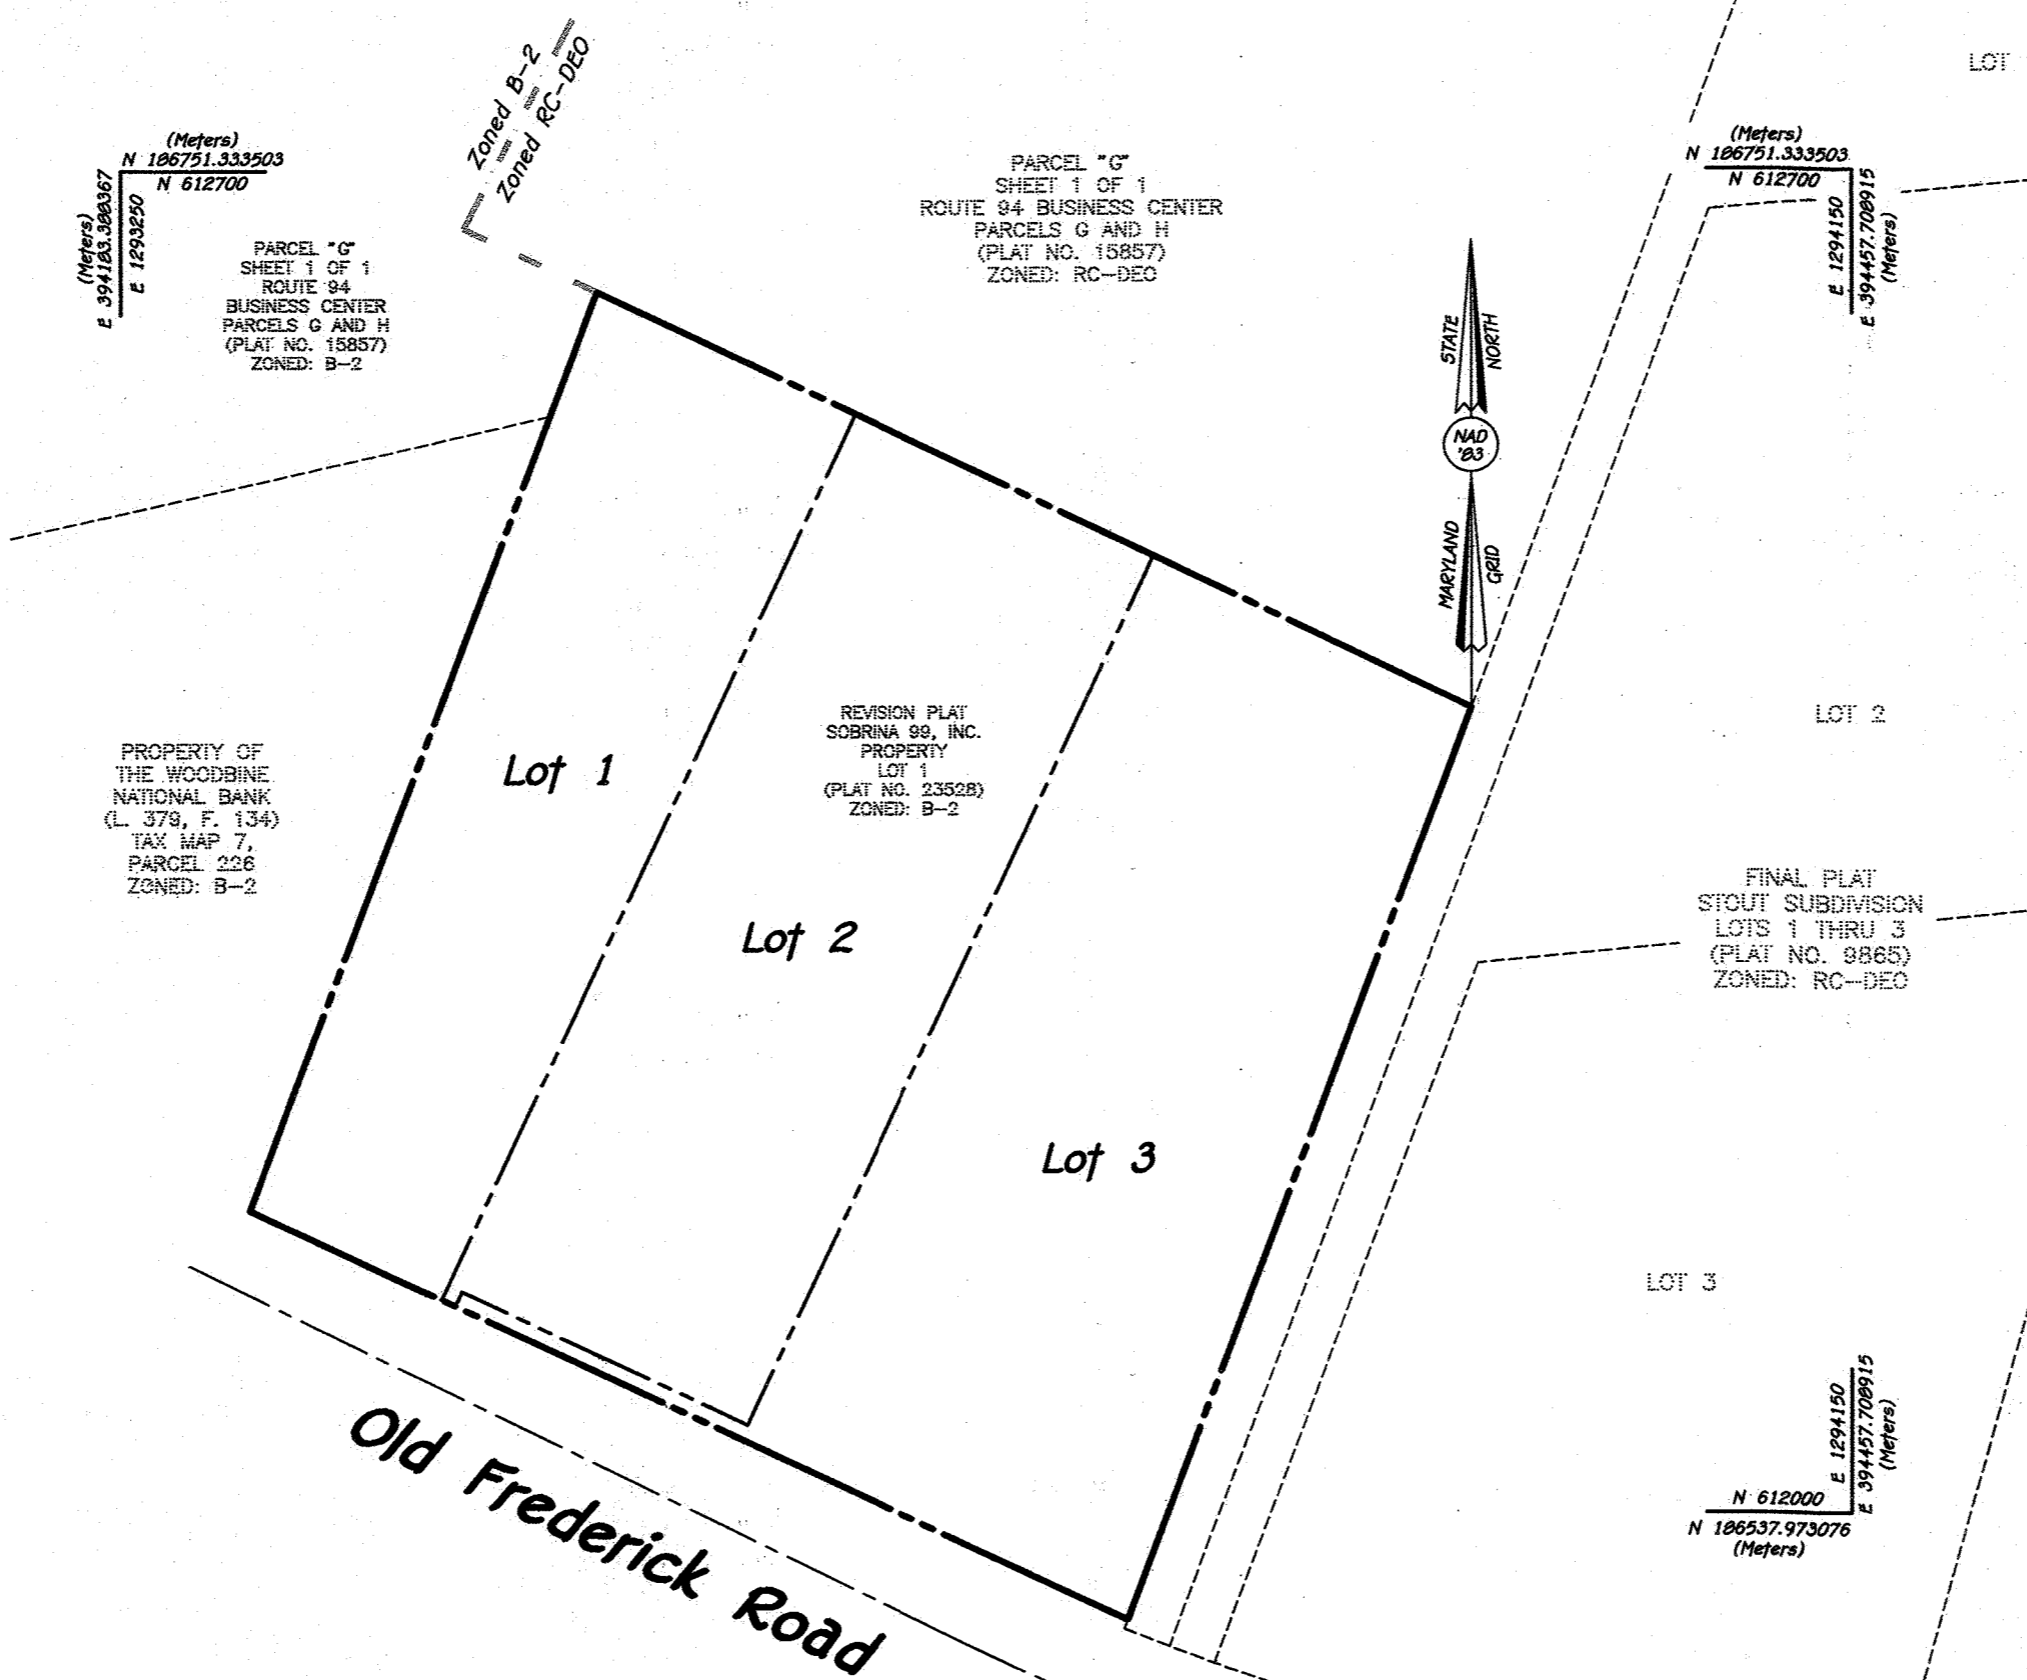 Zoned B-2
Zoned RC-DEO
LOT
(Meters)
N 186751.333503
N 612700
E 1293250
E 394183.388367
(Meters)
PARCEL "G"
SHEET 1 OF 1
ROUTE 94
BUSINESS CENTER
PARCELS G AND H
(PLAT NO. 15857)
ZONED: B-2
PARCEL "G"
SHEET 1 OF 1
ROUTE 94 BUSINESS CENTER
PARCELS G AND H
(PLAT NO. 15857)
ZONED: RC-DEO
(Meters)
N 186751.333503
N 612700
E 1294150
E 394457.708915
(Meters)
STATE
NORTH
NAD
'83
MARYLAND
GRID
PROPERTY OF
THE WOODBINE
NATIONAL BANK
(L. 379, F. 134)
TAX MAP 7,
PARCEL 226
ZONED: B-2
Lot 1
REVISION PLAT
SOBRINA 99, INC.
PROPERTY
LOT 1
(PLAT NO. 23528)
ZONED: B-2
LOT 2
Lot 2
FINAL PLAT
STOUT SUBDIVISION
LOTS 1 THRU 3
(PLAT NO. 9865)
ZONED: RC-DEO
Lot 3
LOT 3
Old Frederick Road
E 1294150
E 394457.708915
(Meters)
N 612000
N 186537.973076
(Meters)